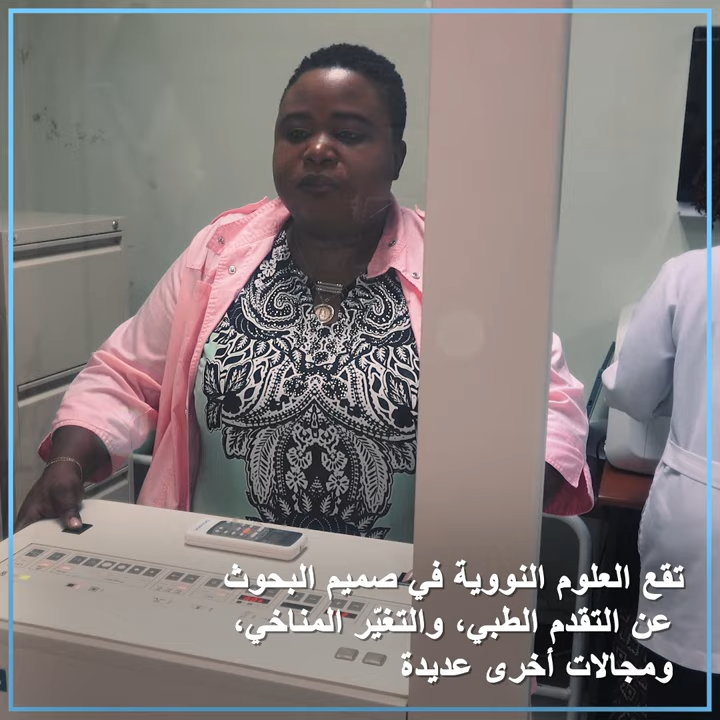 تقع العلوم النووية في صميم البحوث
عن التقدم الطبي، والتغيّر المناخي،
ومجالات أخرى عديدة